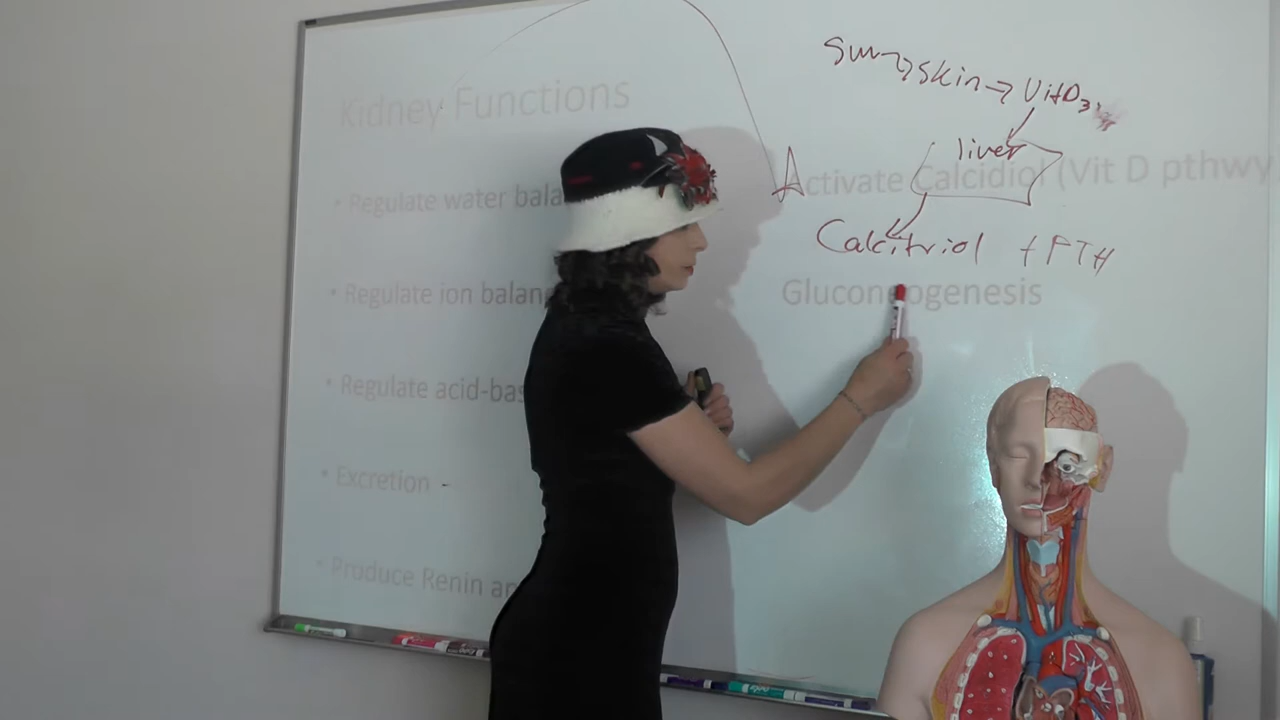 Kidney Functions
• Regulate water bala
• Regulate ion balan
• Regulate acid-bas
• Excretion -
• Produce Renin an
Sun → skin → VitD3
liver
Activate Calcidiol (Vit D pthwy
Calcitriol + PTH
Gluconeogenesis